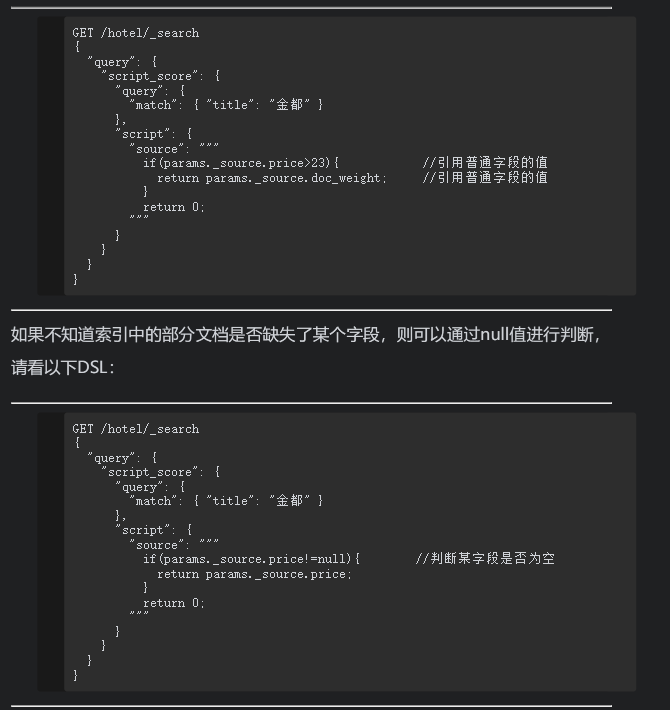 GET /hotel/_search
{
  "query": {
    "script_score": {
      "query": {
        "match": { "title": "金都" }
      },
      "script": {
        "source": """
          if(params._source.price>23){            //引用普通字段的值
            return params._source.doc_weight;     //引用普通字段的值
          }
          return 0;
        """
      }
    }
  }
}
如果不知道索引中的部分文档是否缺失了某个字段，则可以通过null值进行判断，
请看以下DSL：
GET /hotel/_search
{
  "query": {
    "script_score": {
      "query": {
        "match": { "title": "金都" }
      },
      "script": {
        "source": """
          if(params._source.price!=null){        //判断某字段是否为空
            return params._source.price;
          }
          return 0;
        """
      }
    }
  }
}